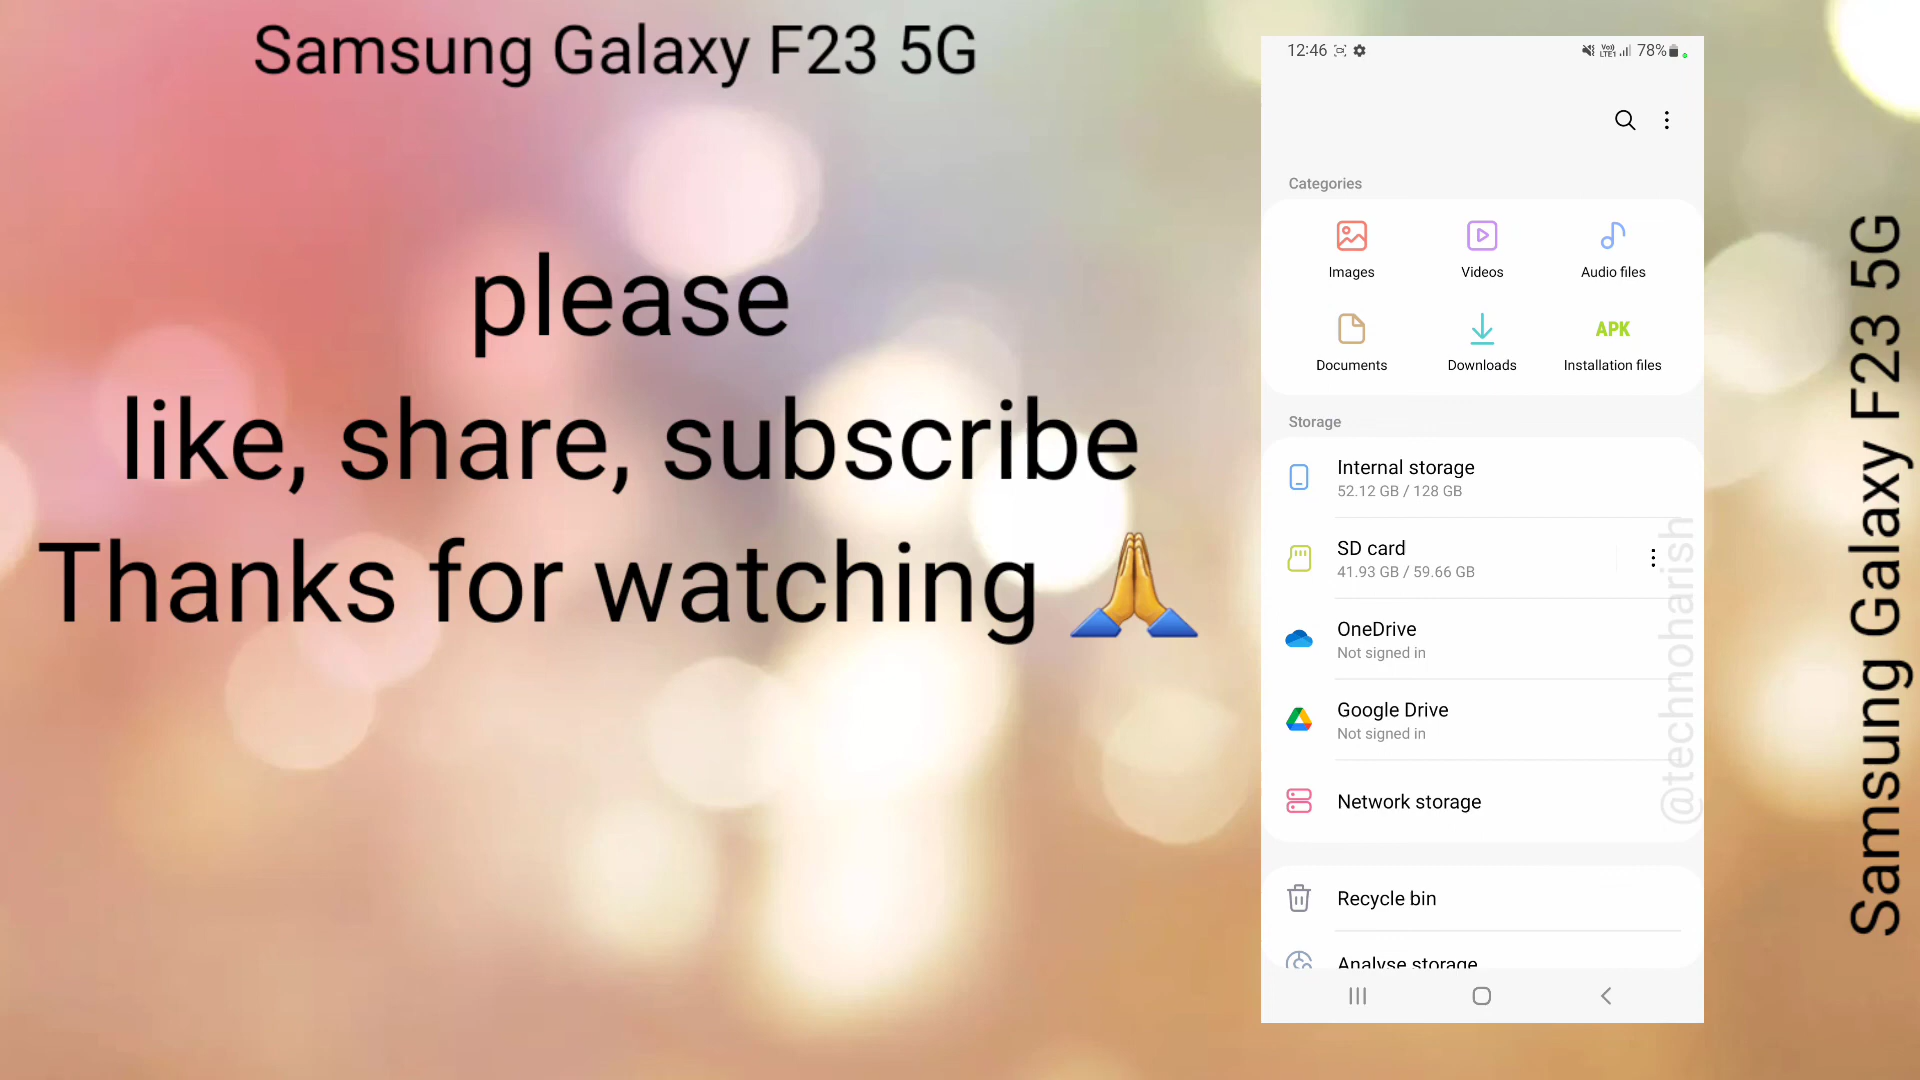 Samsung Galaxy F23 5G
please
like, share, subscribe
Thanks for watching 🙏
12:46
Vo)) LTE1 78%
Categories
Images Videos Audio files
APK
Documents Downloads Installation files
Storage
Internal storage
52.12 GB / 128 GB
SD card
41.93 GB / 59.66 GB
OneDrive
Not signed in
Google Drive
Not signed in
Network storage
Recycle bin
Analyse storage
@technoharish
Samsung Galaxy F23 5G